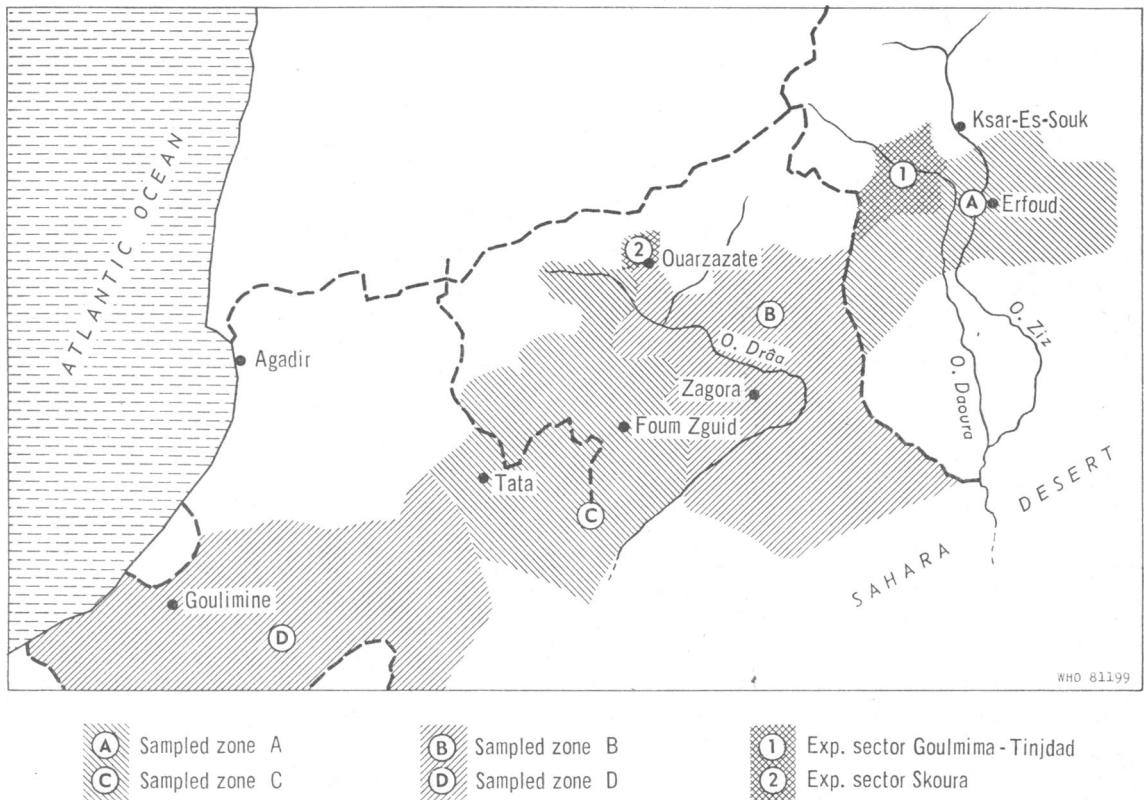 Ksar-Es-Souk
1
A
Erfoud
2
Ouarzazate
ATLANTIC OCEAN
B
O. Ziz
O. Drâa
Agadir
O. Daoura
Zagora
Foum Zguid
Tata
C
SAHARA DESERT
Goulimine
D
WHO 81199
A Sampled zone A
B Sampled zone B
1 Exp. sector Goulmima - Tinjdad
C Sampled zone C
D Sampled zone D
2 Exp. sector Skoura